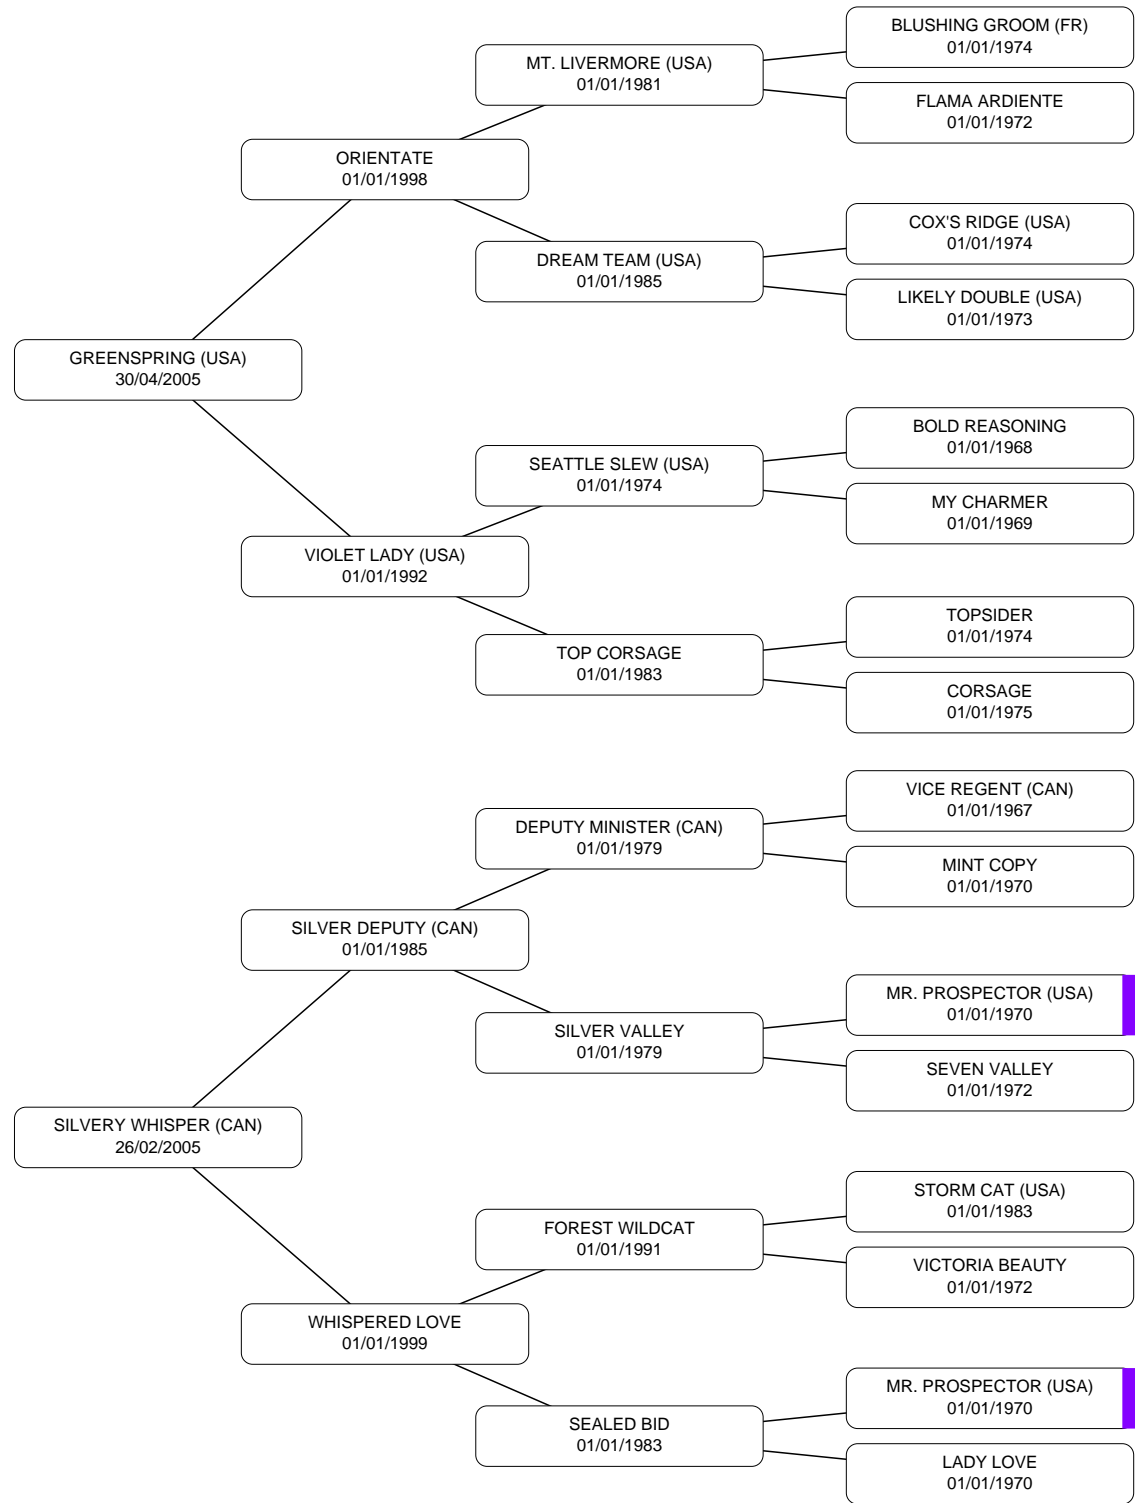 BLUSHING GROOM (FR)
01/01/1974
MT. LIVERMORE (USA)
01/01/1981
FLAMA ARDIENTE
01/01/1972
ORIENTATE
01/01/1998
COX'S RIDGE (USA)
01/01/1974
DREAM TEAM (USA)
01/01/1985
LIKELY DOUBLE (USA)
01/01/1973
GREENSPRING (USA)
30/04/2005
BOLD REASONING
01/01/1968
SEATTLE SLEW (USA)
01/01/1974
MY CHARMER
01/01/1969
VIOLET LADY (USA)
01/01/1992
TOPSIDER
01/01/1974
TOP CORSAGE
01/01/1983
CORSAGE
01/01/1975
VICE REGENT (CAN)
01/01/1967
DEPUTY MINISTER (CAN)
01/01/1979
MINT COPY
01/01/1970
SILVER DEPUTY (CAN)
01/01/1985
MR. PROSPECTOR (USA)
01/01/1970
SILVER VALLEY
01/01/1979
SEVEN VALLEY
01/01/1972
SILVERY WHISPER (CAN)
26/02/2005
STORM CAT (USA)
01/01/1983
FOREST WILDCAT
01/01/1991
VICTORIA BEAUTY
01/01/1972
WHISPERED LOVE
01/01/1999
MR. PROSPECTOR (USA)
01/01/1970
SEALED BID
01/01/1983
LADY LOVE
01/01/1970